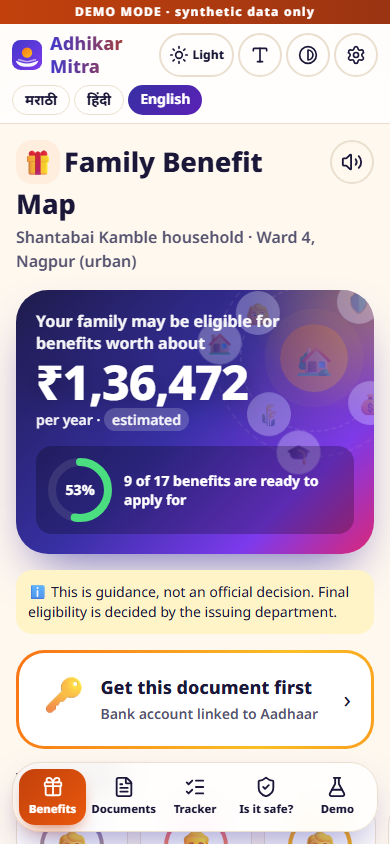 DEMO MODE · synthetic data only
Adhikar
Mitra
Light
मराठी
हिंदी
English
Family Benefit
Map
Shantabai Kamble household · Ward 4,
Nagpur (urban)
Your family may be eligible for
benefits worth about
₹1,36,472
per year · estimated
53%
9 of 17 benefits are ready to
apply for
This is guidance, not an official decision. Final
eligibility is decided by the issuing department.
Get this document first
Bank account linked to Aadhaar
Benefits
Documents
Tracker
Is it safe?
Demo